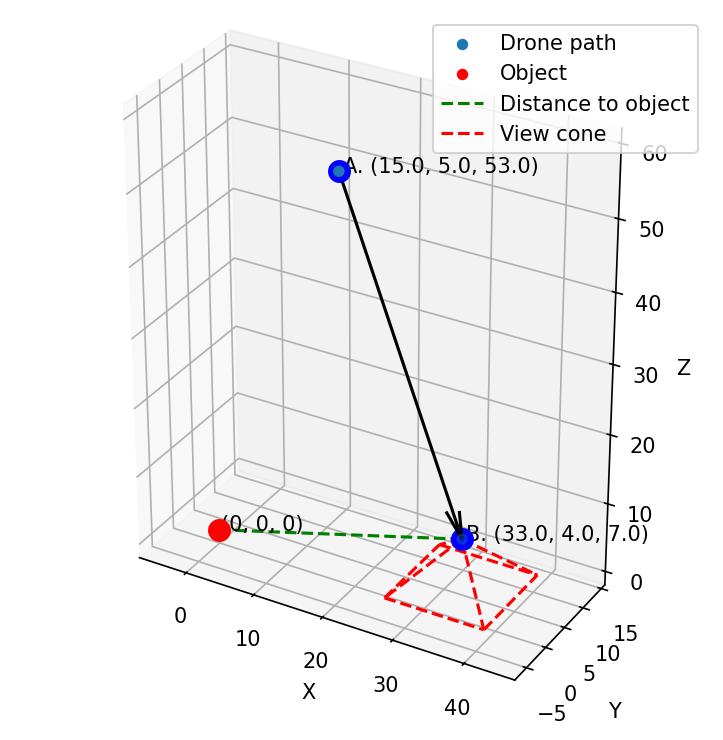 Drone path
Object
Distance to object
View cone
A. (15.0, 5.0, 53.0)
60
50
40
30
Z
20
10
0
(0, 0, 0)
B. (33.0, 4.0, 7.0)
0
10
20
30
40
X
15
10
5
0
−5
Y